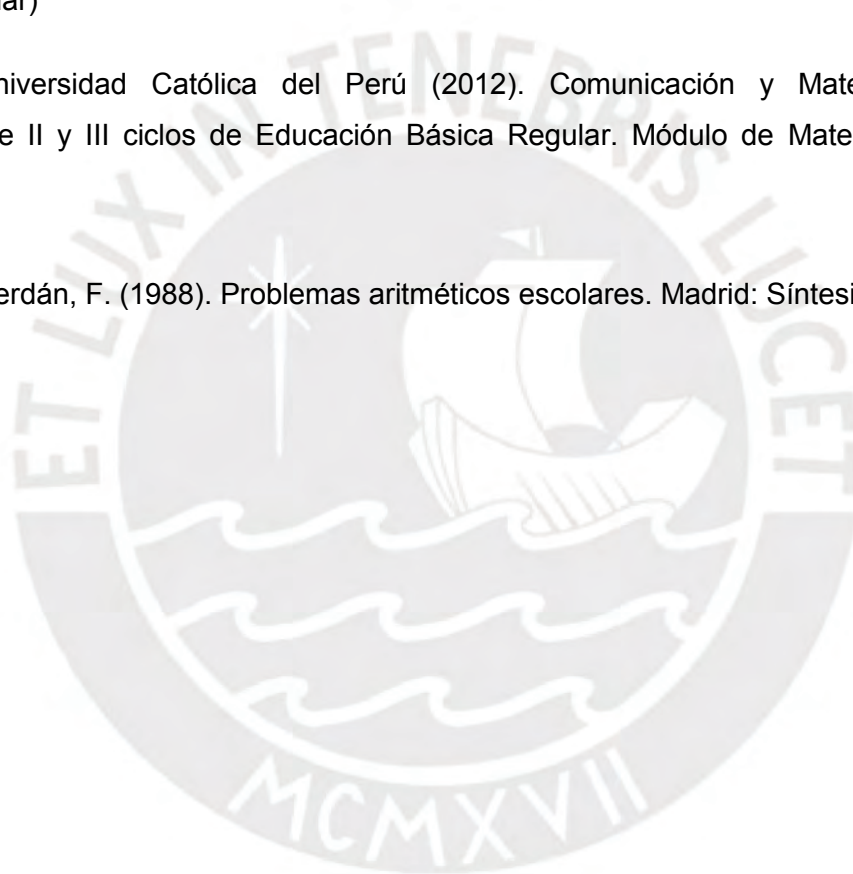 ar)
niversidad Católica del Perú (2012). Comunicación y Mate
e II y III ciclos de Educación Básica Regular. Módulo de Mate
erdán, F. (1988). Problemas aritméticos escolares. Madrid: Síntesi
ET LUX IN TENEBRIS LUCET
MCMXVII